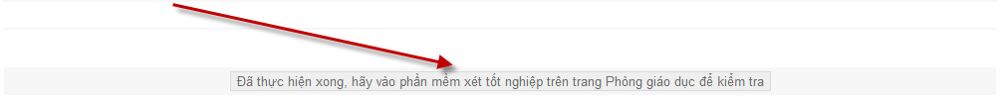 Đã thực hiện xong, hãy vào phần mềm xét tốt nghiệp trên trang Phòng giáo dục để kiểm tra